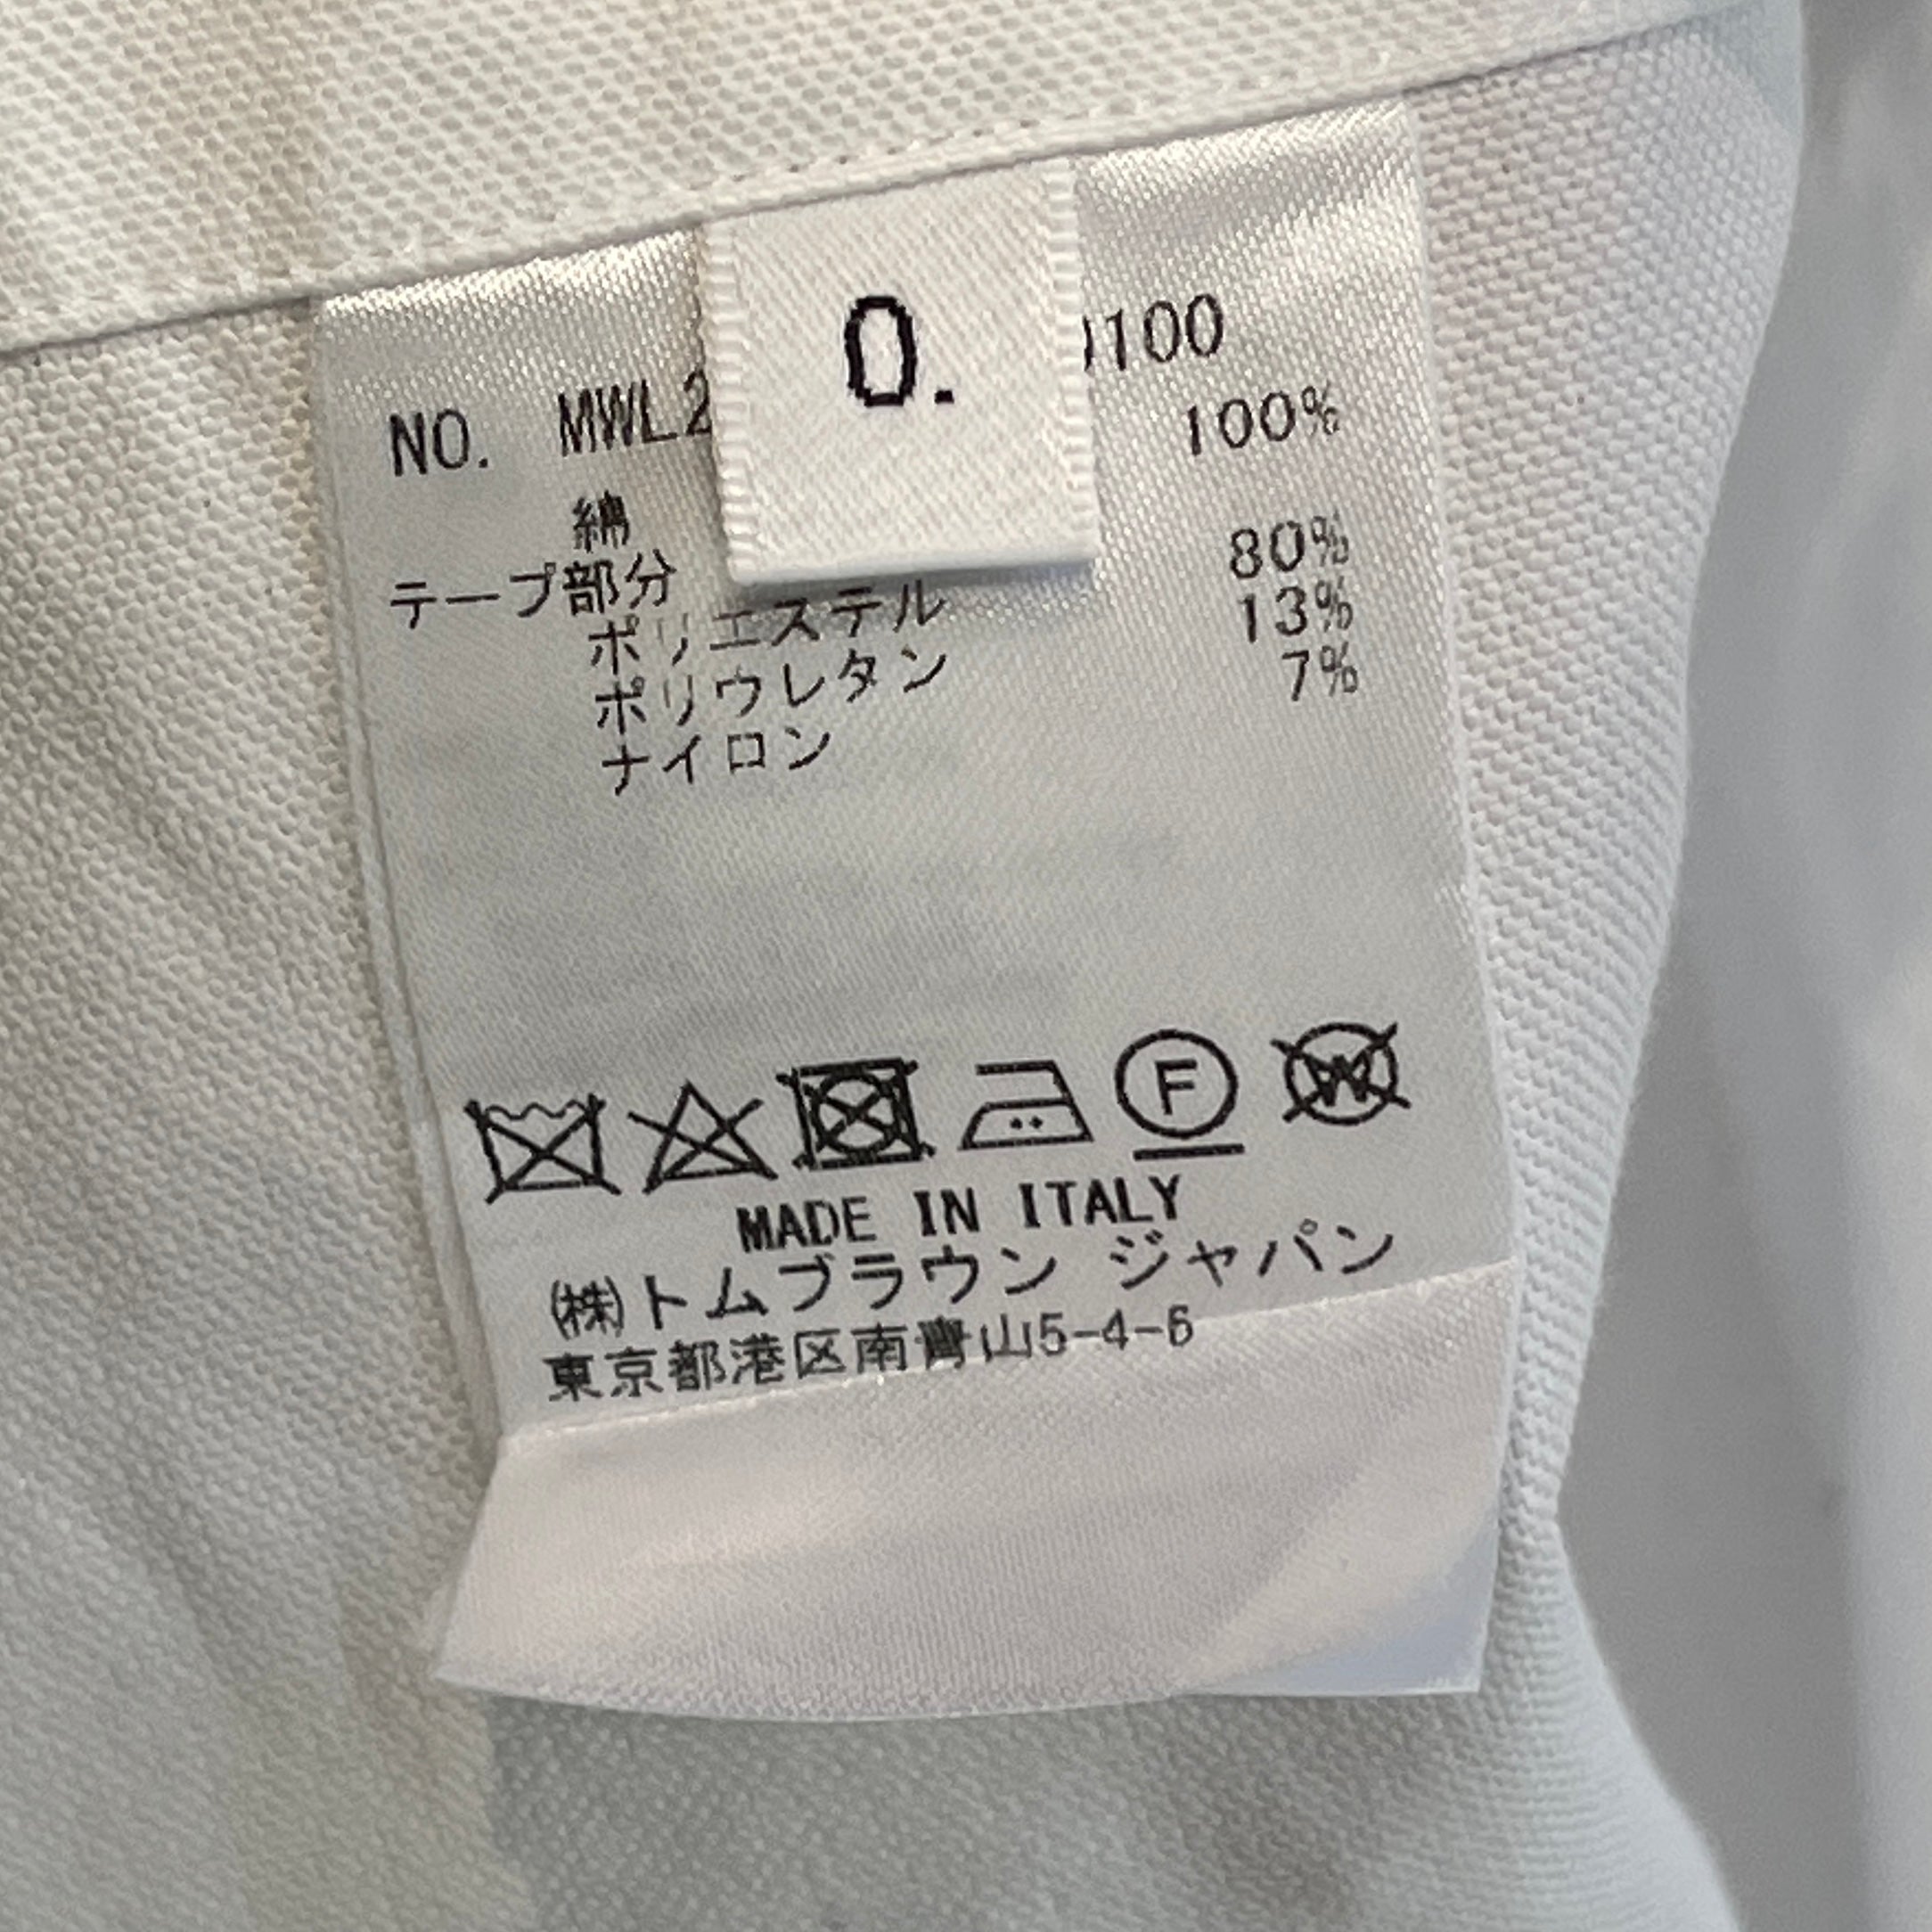 0.
NO. MWL2 100
綿 100%
テープ部分
ポリエステル 80%
ポリウレタン 13%
ナイロン 7%
F
W
MADE IN ITALY
㈱トムブラウン ジャパン
東京都港区南青山5-4-6